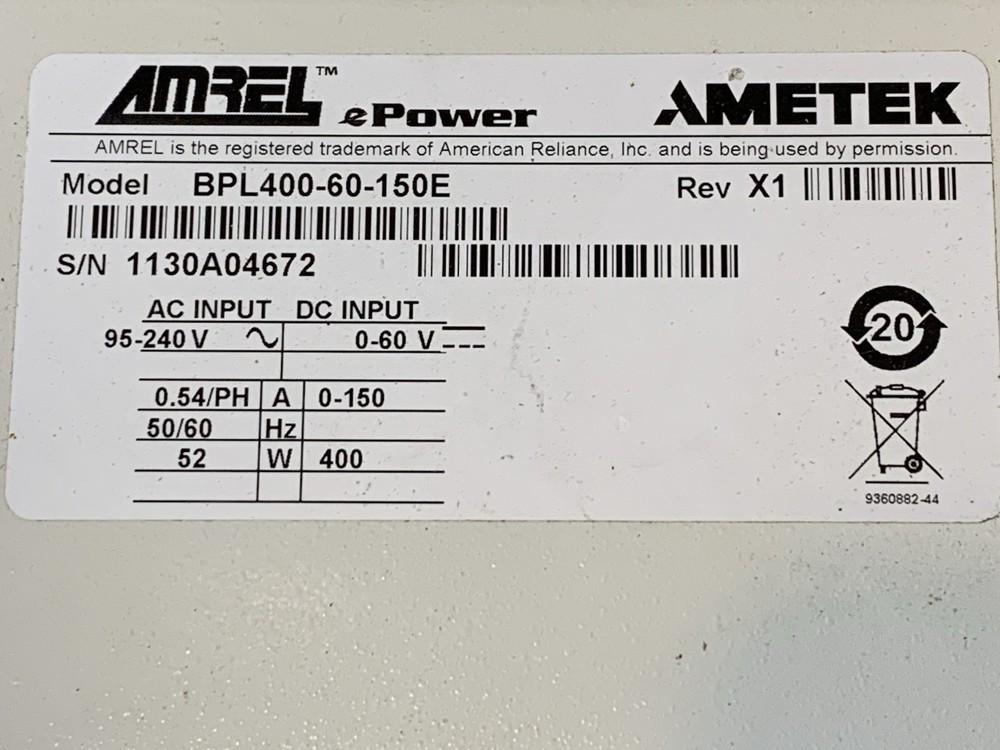 AMREL™ ePower AMETEK
AMREL is the registered trademark of American Reliance, Inc. and is being used by permission.
Model BPL400-60-150E Rev X1
S/N 1130A04672
AC INPUT DC INPUT
95-240 V 0-60 V
0.54/PH A 0-150
50/60 Hz
52 W 400
20
9360882-44